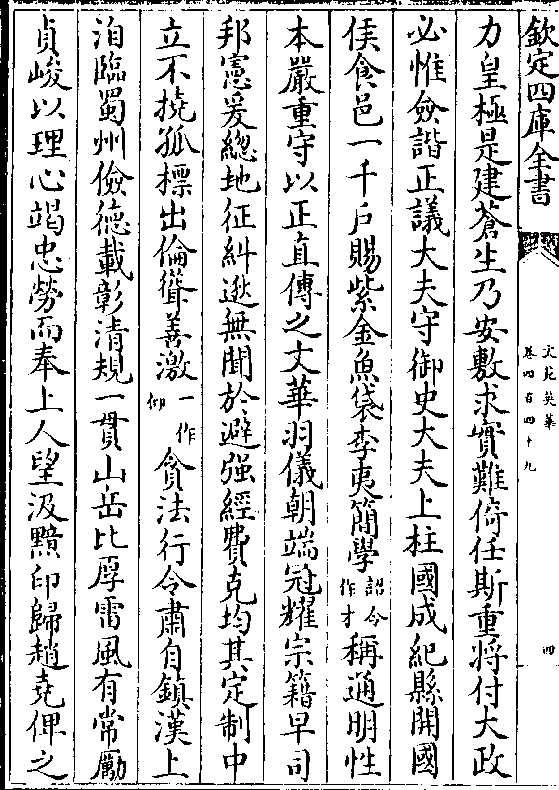 欽定四庫全書
文苑英華
卷四百四十九
四
力皇極是建蒼生乃安敷求實難倚任斯重將付大政
必惟僉諧正議大夫守御史大夫上柱國成紀縣開國
侯食邑一千戶賜紫金魚袋李夷簡學詔令作才稱通明性
本嚴重守以正直傳之文華羽儀朝端冠耀宗籍早司
邦憲爰總地征糾逖無聞於避强經費克均其定制中
立不撓孤標出倫聳善激一作仰貪法行令肅自鎮漢上
洎臨蜀州儉德載彰清規一貫山岳比厚雷風有常勵
貞峻以理心竭忠勞而奉上人望汲黯印歸趙堯俾之